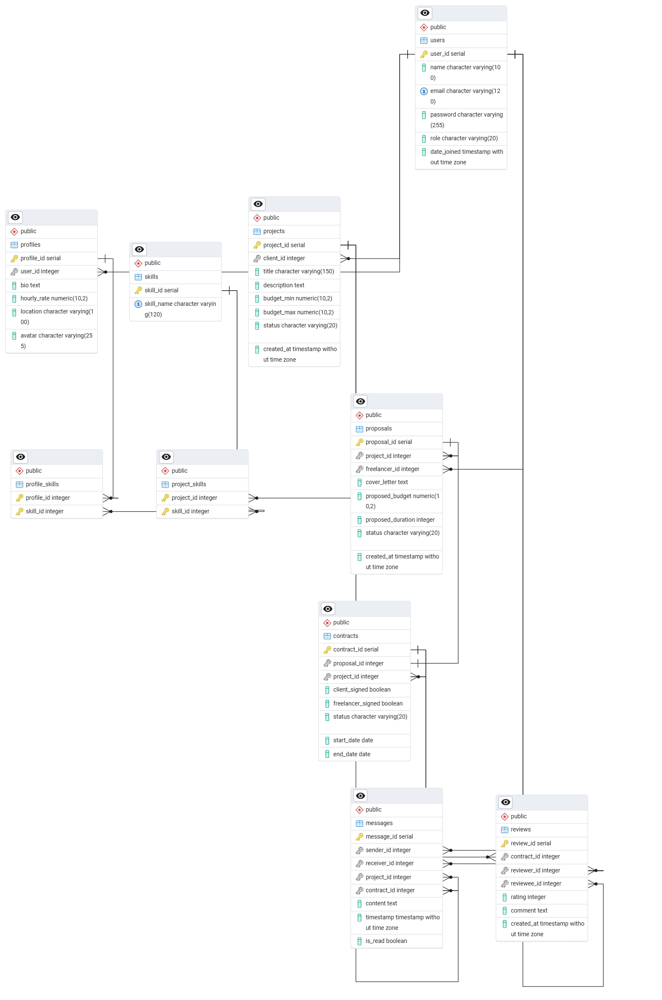 public
users
user_id serial
name character varying(10
0)
1
email character varying(12
0)
password character varying
(255)
role character varying(20)
date_joined timestamp with
out time zone
public
profiles
profile_id serial
user_id integer
bio text
hourly_rate numeric(10,2)
location character varying(1
00)
avatar character varying(25
5)
public
skills
skill_id serial
1
skill_name character varyin
g(120)
public
projects
project_id serial
client_id integer
title character varying(150)
description text
budget_min numeric(10,2)
budget_max numeric(10,2)
status character varying(20)
created_at timestamp witho
ut time zone
public
profile_skills
profile_id integer
skill_id integer
public
project_skills
project_id integer
skill_id integer
public
proposals
proposal_id serial
project_id integer
freelancer_id integer
cover_letter text
proposed_budget numeric(1
0,2)
proposed_duration integer
status character varying(20)
created_at timestamp witho
ut time zone
public
contracts
contract_id serial
proposal_id integer
project_id integer
client_signed boolean
freelancer_signed boolean
status character varying(20)
start_date date
end_date date
public
messages
message_id serial
sender_id integer
receiver_id integer
project_id integer
contract_id integer
content text
timestamp timestamp witho
ut time zone
is_read boolean
public
reviews
review_id serial
contract_id integer
reviewer_id integer
reviewee_id integer
rating integer
comment text
created_at timestamp witho
ut time zone